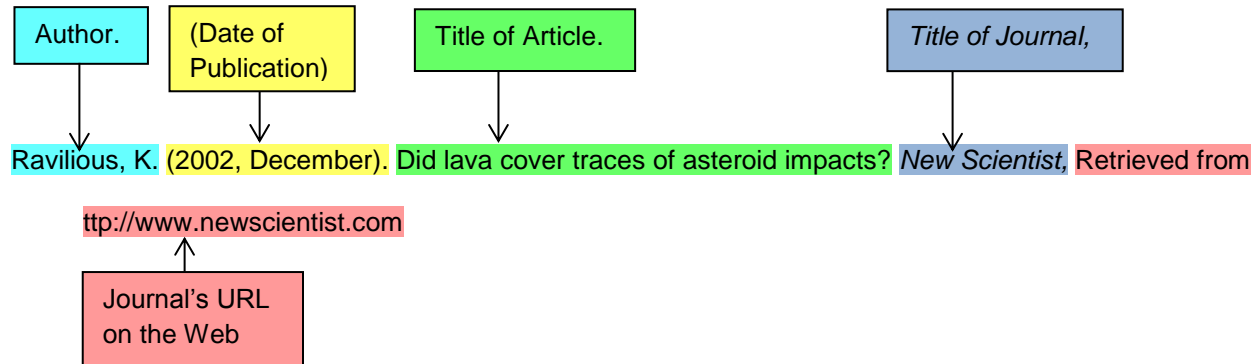 Author.
(Date of
Publication)
Title of Article.
Title of Journal,
Ravilious, K. (2002, December). Did lava cover traces of asteroid impacts? New Scientist, Retrieved from
ttp://www.newscientist.com
Journal’s URL
on the Web